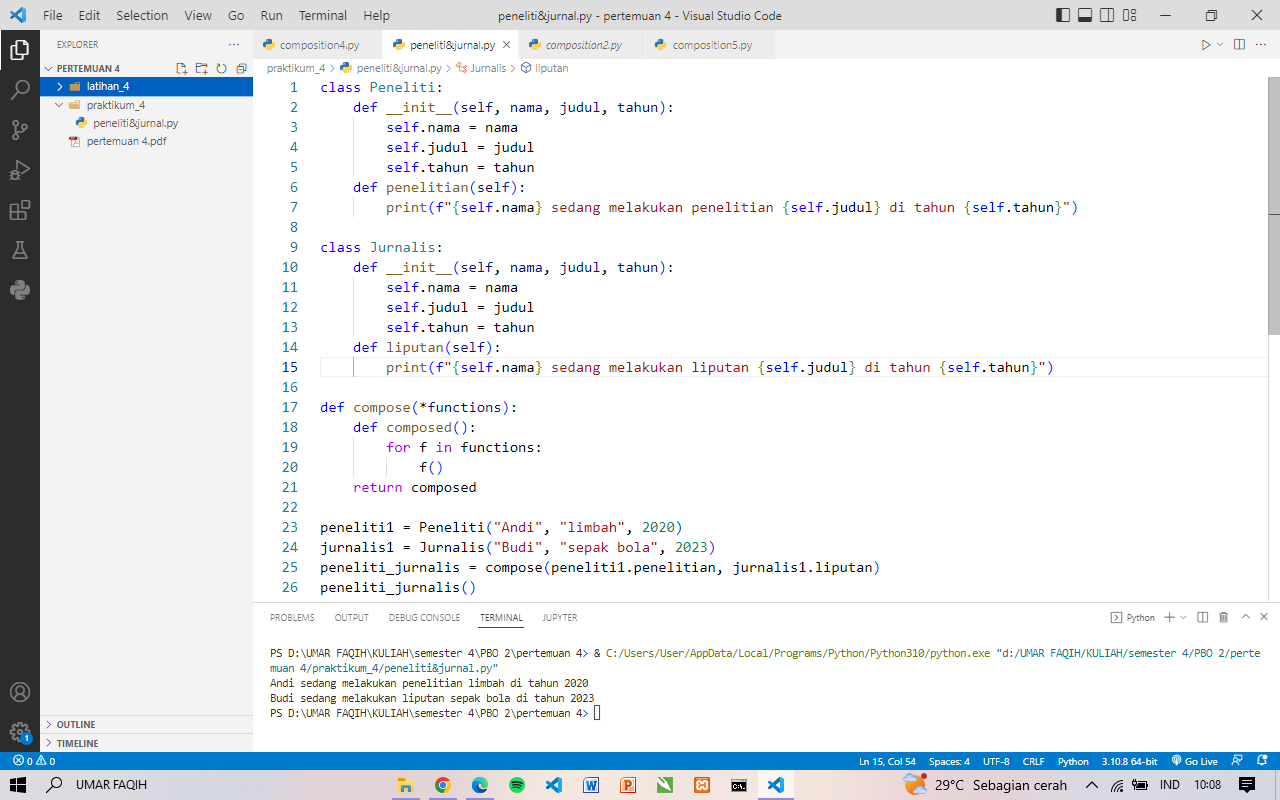 File Edit Selection View Go Run Terminal Help peneliti&jurnal.py - pertemuan 4 - Visual Studio Code
EXPLORER
PERTEMUAN 4
latihan_4
praktikum_4
peneliti&jurnal.py
pertemuan 4.pdf
OUTLINE
TIMELINE
composition4.py peneliti&jurnal.py composition2.py composition5.py
praktikum_4 > peneliti&jurnal.py > Jurnalis > liputan
1 class Peneliti:
2     def __init__(self, nama, judul, tahun):
3         self.nama = nama
4         self.judul = judul
5         self.tahun = tahun
6     def penelitian(self):
7         print(f"{self.nama} sedang melakukan penelitian {self.judul} di tahun {self.tahun}")
8
9 class Jurnalis:
10     def __init__(self, nama, judul, tahun):
11         self.nama = nama
12         self.judul = judul
13         self.tahun = tahun
14     def liputan(self):
15         print(f"{self.nama} sedang melakukan liputan {self.judul} di tahun {self.tahun}")
16
17 def compose(*functions):
18     def composed():
19         for f in functions:
20             f()
21     return composed
22
23 peneliti1 = Peneliti("Andi", "limbah", 2020)
24 jurnalis1 = Jurnalis("Budi", "sepak bola", 2023)
25 peneliti_jurnalis = compose(peneliti1.penelitian, jurnalis1.liputan)
26 peneliti_jurnalis()
PROBLEMS OUTPUT DEBUG CONSOLE TERMINAL JUPYTER Python
PS D:\UMAR FAQIH\KULIAH\semester 4\PBO 2\pertemuan 4> & C:/Users/User/AppData/Local/Programs/Python/Python310/python.exe "d:/UMAR FAQIH/KULIAH/semester 4/PBO 2/perte
muan 4/praktikum_4/peneliti&jurnal.py"
Andi sedang melakukan penelitian limbah di tahun 2020
Budi sedang melakukan liputan sepak bola di tahun 2023
PS D:\UMAR FAQIH\KULIAH\semester 4\PBO 2\pertemuan 4>
1
0 0 Ln 15, Col 54 Spaces: 4 UTF-8 CRLF Python 3.10.8 64-bit Go Live
UMAR FAQIH 29°C Sebagian cerah IND 10:08